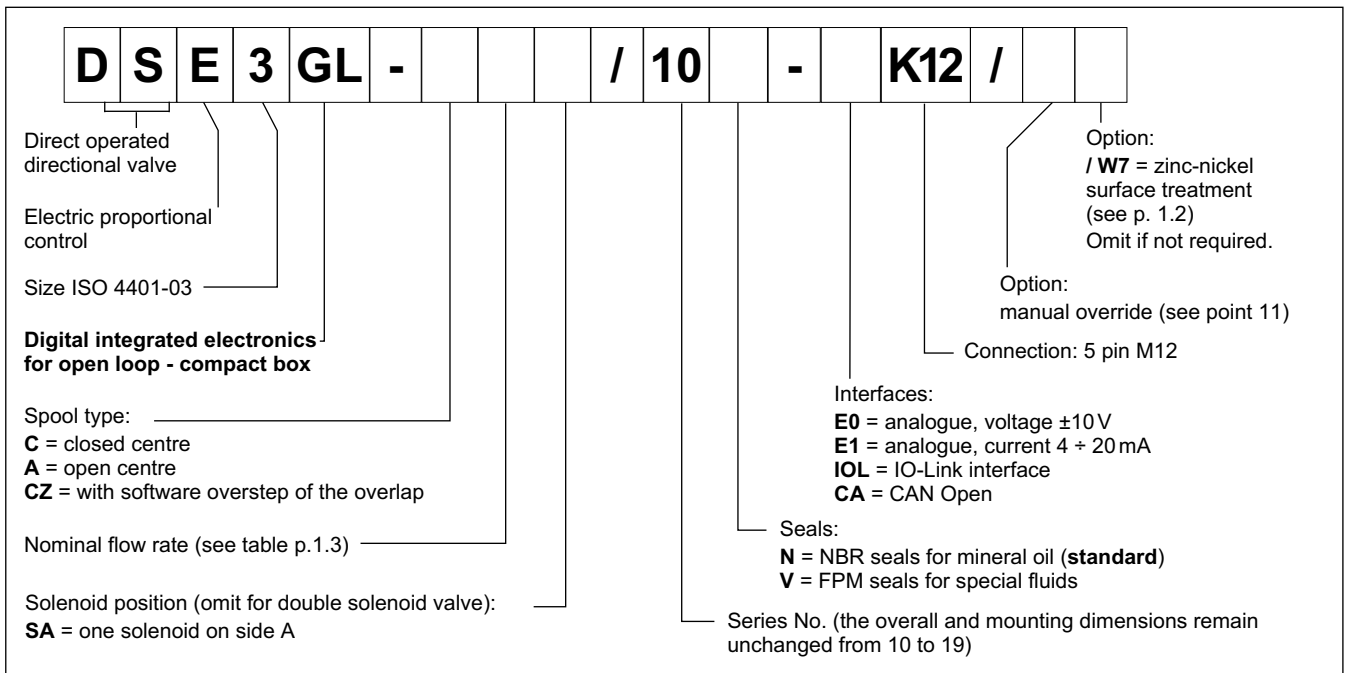 D S E 3 GL - / 10 - K12 /
Direct operated
directional valve
Electric proportional
control
Size ISO 4401-03
Digital integrated electronics
for open loop - compact box
Spool type:
C = closed centre
A = open centre
CZ = with software overstep of the overlap
Nominal flow rate (see table p.1.3)
Solenoid position (omit for double solenoid valve):
SA = one solenoid on side A
Option:
/ W7 = zinc-nickel
surface treatment
(see p. 1.2)
Omit if not required.
Option:
manual override (see point 11)
Connection: 5 pin M12
Interfaces:
E0 = analogue, voltage ±10 V
E1 = analogue, current 4 ÷ 20 mA
IOL = IO-Link interface
CA = CAN Open
Seals:
N = NBR seals for mineral oil (standard)
V = FPM seals for special fluids
Series No. (the overall and mounting dimensions remain
unchanged from 10 to 19)